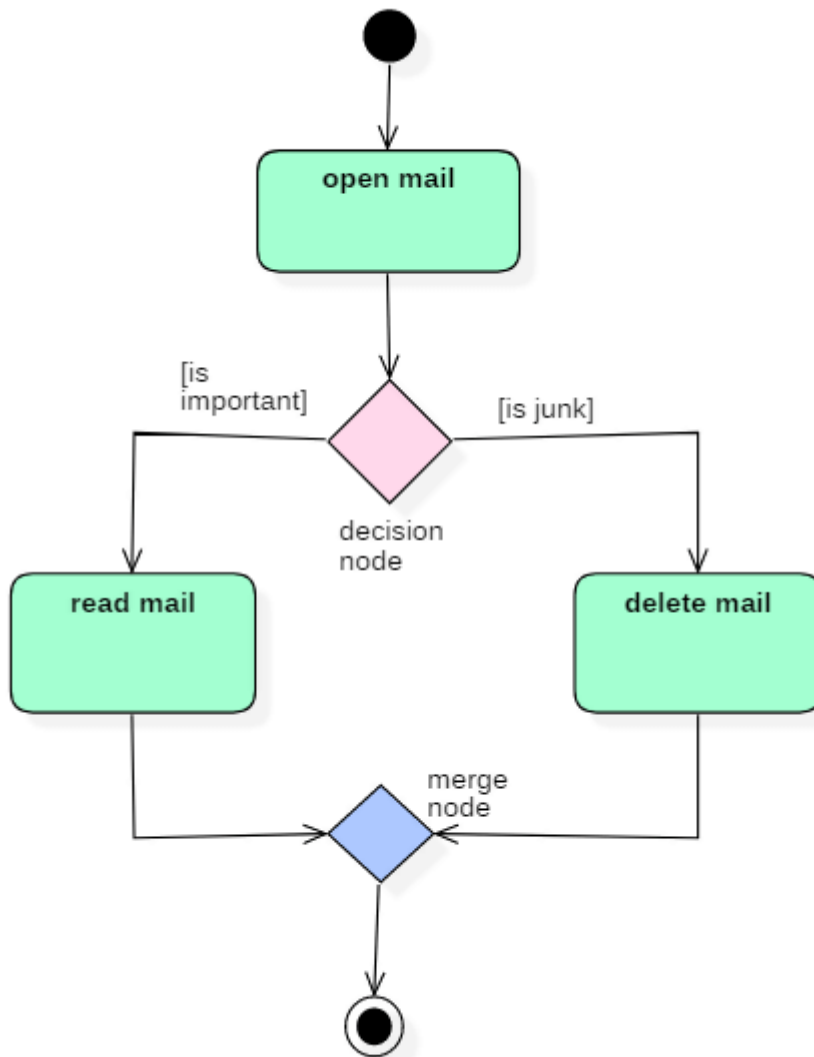 open mail
[is
important]
[is junk]
decision
node
read mail
delete mail
merge
node